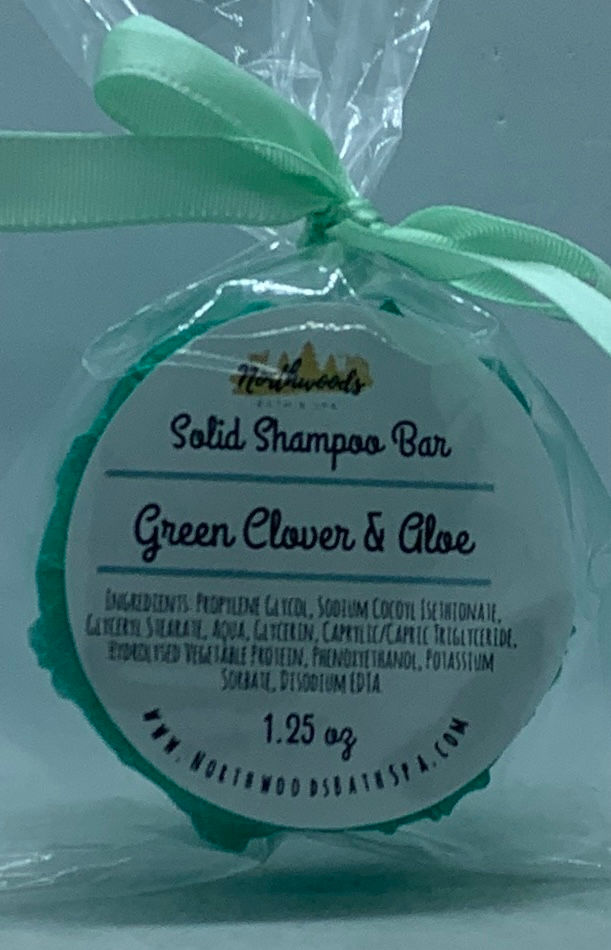 Northwoods
BATH & SPA
Solid Shampoo Bar
Green Clover & Aloe
INGREDIENTS: PROPYLENE GLYCOL, SODIUM COCOYL ISETHIONATE,
GLYCERYL STEARATE, AQUA, GLYCERIN, CAPRYLIC/CAPRIC TRIGLYCERIDE,
HYDROLYSED VEGETABLE PROTEIN, PHENOXYETHANOL, POTASSIUM
SORBATE, DISODIUM EDTA
1.25 oz
WWW.NORTHWOODSBATHSPA.COM